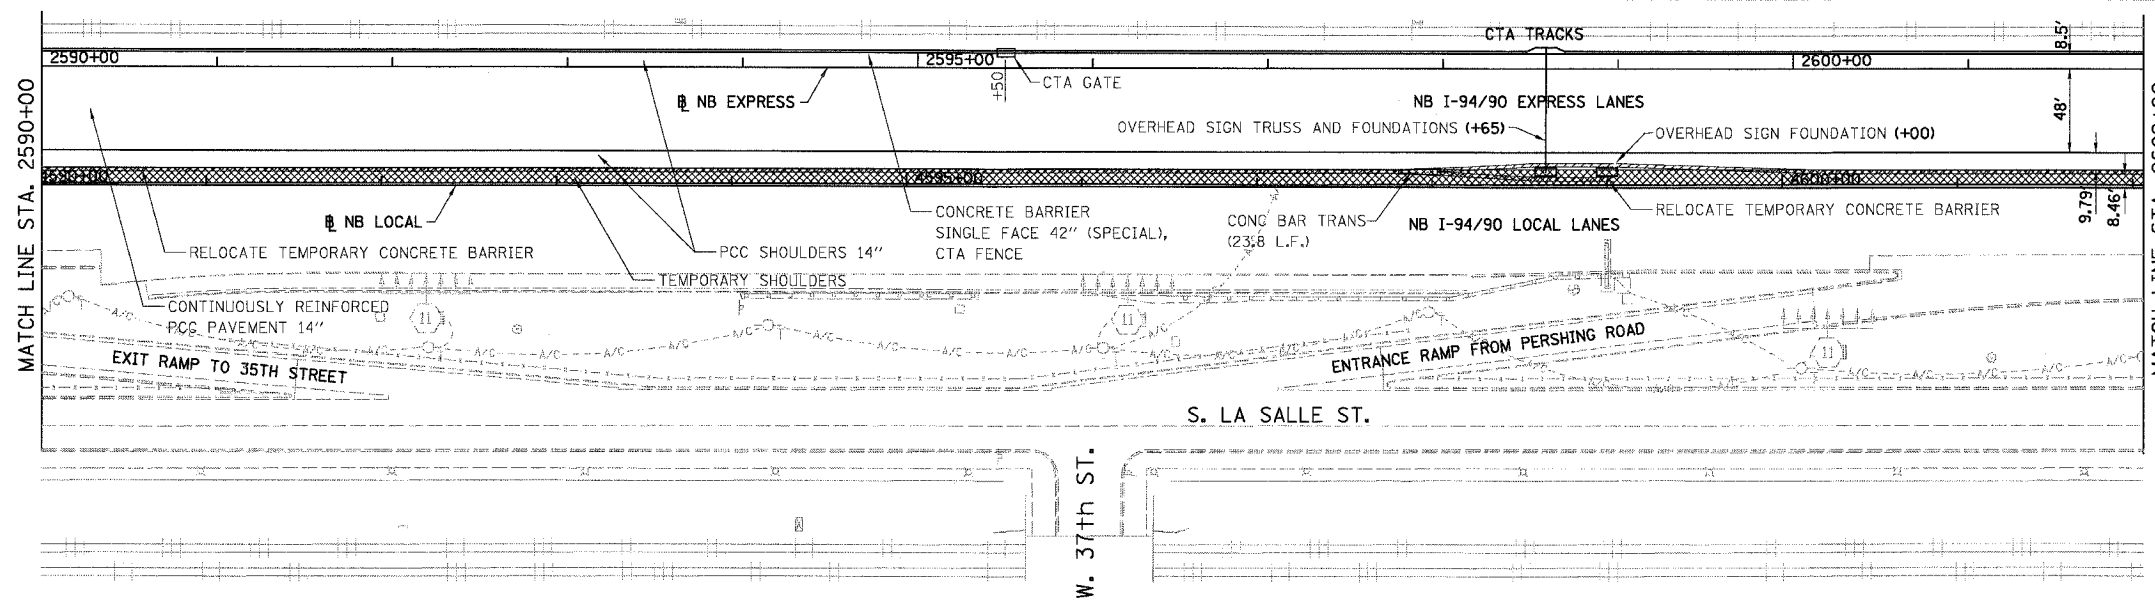 CTA TRACKS
8.5'
2590+00
2595+00
2600+00
+50
CTA GATE
℄ NB EXPRESS
NB I-94/90 EXPRESS LANES
48'
OVERHEAD SIGN TRUSS AND FOUNDATIONS (+65)
OVERHEAD SIGN FOUNDATION (+00)
MATCH LINE STA. 2590+00
4590+00
4595+00
4600+00
9.79'
8.46'
℄ NB LOCAL
CONCRETE BARRIER
SINGLE FACE 42" (SPECIAL),
CTA FENCE
CONC BAR TRANS
(23.8 L.F.)
NB I-94/90 LOCAL LANES
RELOCATE TEMPORARY CONCRETE BARRIER
RELOCATE TEMPORARY CONCRETE BARRIER
PCC SHOULDERS 14"
TEMPORARY SHOULDERS
CONTINUOUSLY REINFORCED
PCC PAVEMENT 14"
11
11
11
A/C
A/C
A/C
A/C
A/C
A/C
A/C
A/C
A/C
A/C
A/C
A/C
A/C
EXIT RAMP TO 35TH STREET
ENTRANCE RAMP FROM PERSHING ROAD
S. LA SALLE ST.
W. 37th ST.